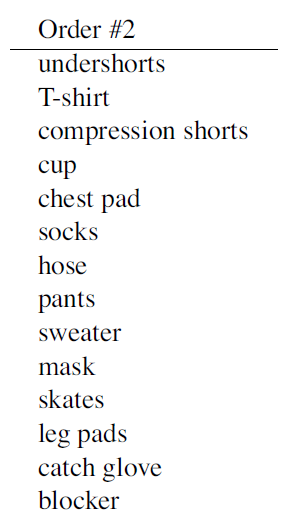 Order #2
undershorts
T-shirt
compression shorts
cup
chest pad
socks
hose
pants
sweater
mask
skates
leg pads
catch glove
blocker